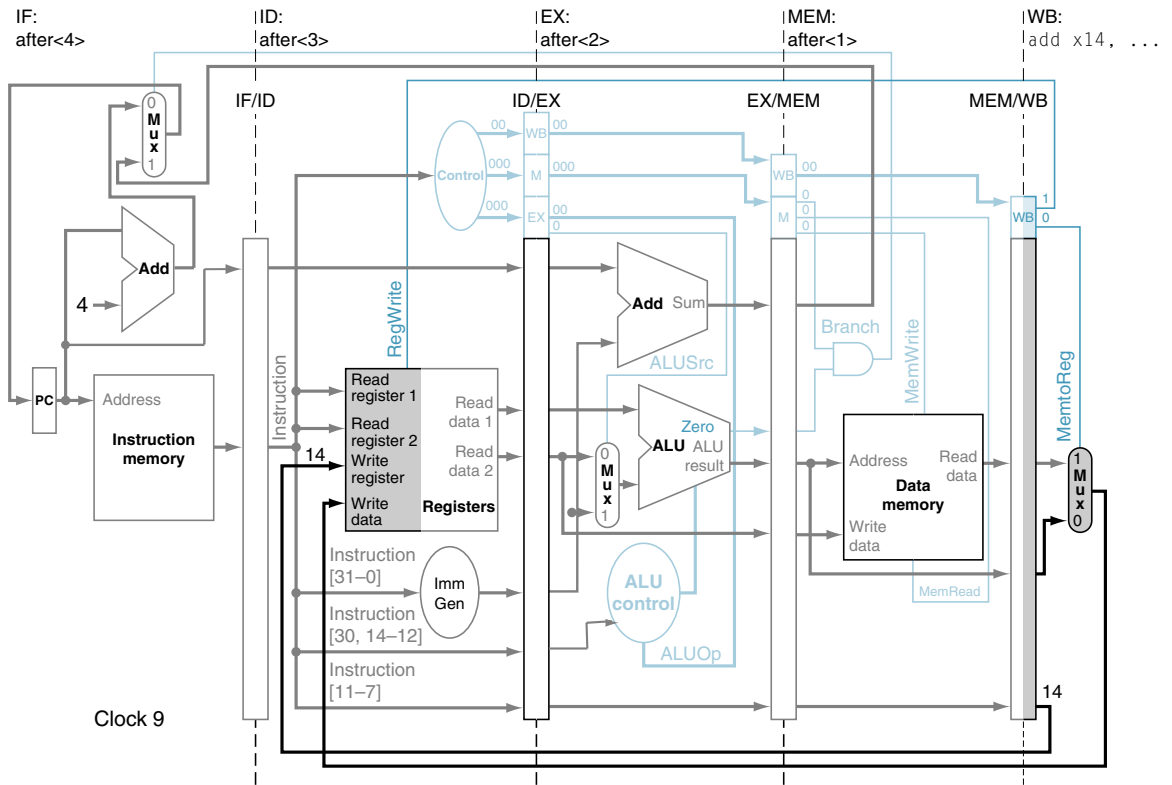 IF:
after<4>
ID:
after<3>
EX:
after<2>
MEM:
after<1>
WB:
add x14, ...
IF/ID
ID/EX
EX/MEM
MEM/WB
0
Mux
1
Control
00
000
000
WB
M
EX
00
000
00
0
WB
M
00
0
0
0
WB
1
0
Add
4
PC
Address
Instruction
memory
Instruction
RegWrite
Read
register 1
Read
register 2
14
Write
register
Write
data
Read
data 1
Read
data 2
Registers
Add Sum
ALUSrc
Zero
ALU ALU
result
0
Mux
1
Branch
MemWrite
Address
Read
data
Data
memory
Write
data
MemRead
MemtoReg
1
Mux
0
Instruction
[31–0]
Imm
Gen
Instruction
[30, 14–12]
Instruction
[11–7]
ALU
control
ALUOp
14
Clock 9